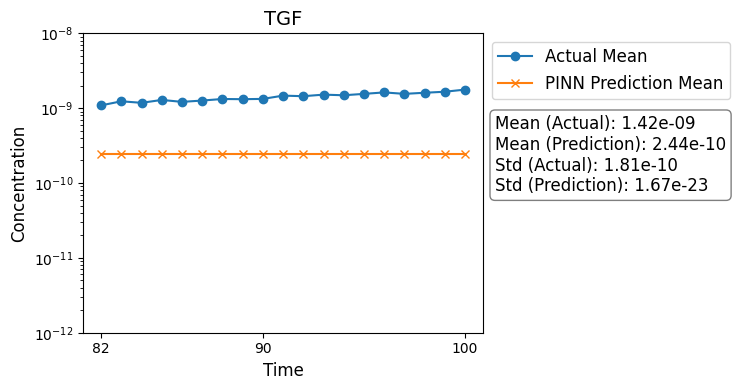 TGF
Concentration
10⁻⁸
10⁻⁹
10⁻¹⁰
10⁻¹¹
10⁻¹²
82
90
100
Time
Actual Mean
PINN Prediction Mean
Mean (Actual): 1.42e-09
Mean (Prediction): 2.44e-10
Std (Actual): 1.81e-10
Std (Prediction): 1.67e-23